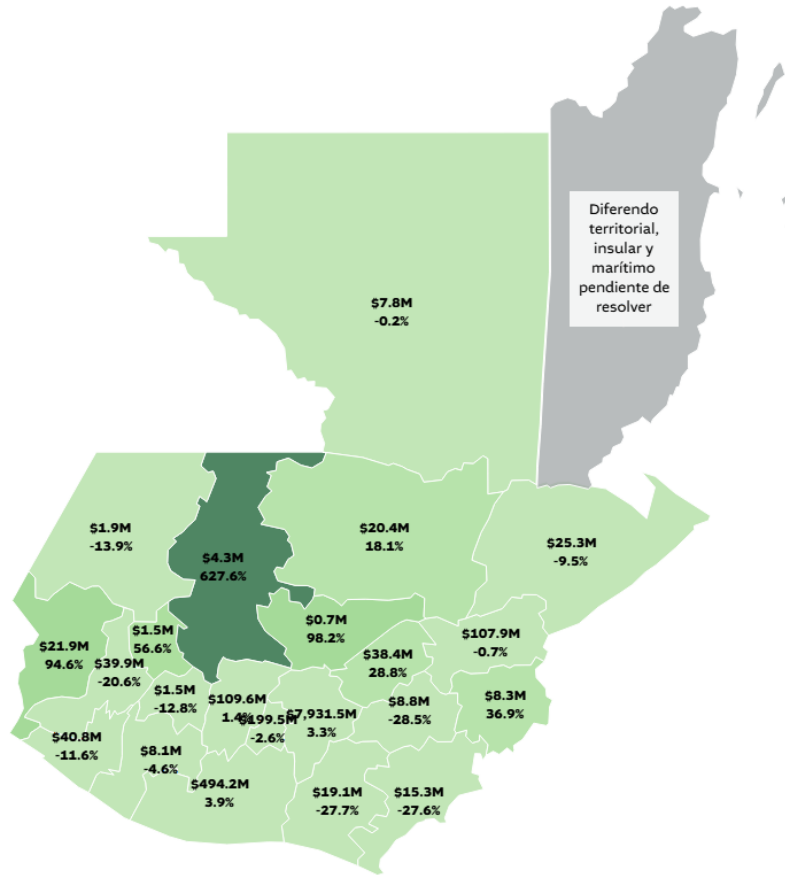 Diferendo
territorial,
insular y
marítimo
pendiente de
resolver
$7.8M
-0.2%
$1.9M
-13.9%
$4.3M
627.6%
$20.4M
18.1%
$25.3M
-9.5%
$21.9M
94.6%
$1.5M
56.6%
$39.9M
-20.6%
$0.7M
98.2%
$38.4M
28.8%
$107.9M
-0.7%
$1.5M
-12.8%
$109.6M
1.4%
$199.5M
-2.6%
$7,931.5M
3.3%
$8.8M
-28.5%
$8.3M
36.9%
$40.8M
-11.6%
$8.1M
-4.6%
$494.2M
3.9%
$19.1M
-27.7%
$15.3M
-27.6%